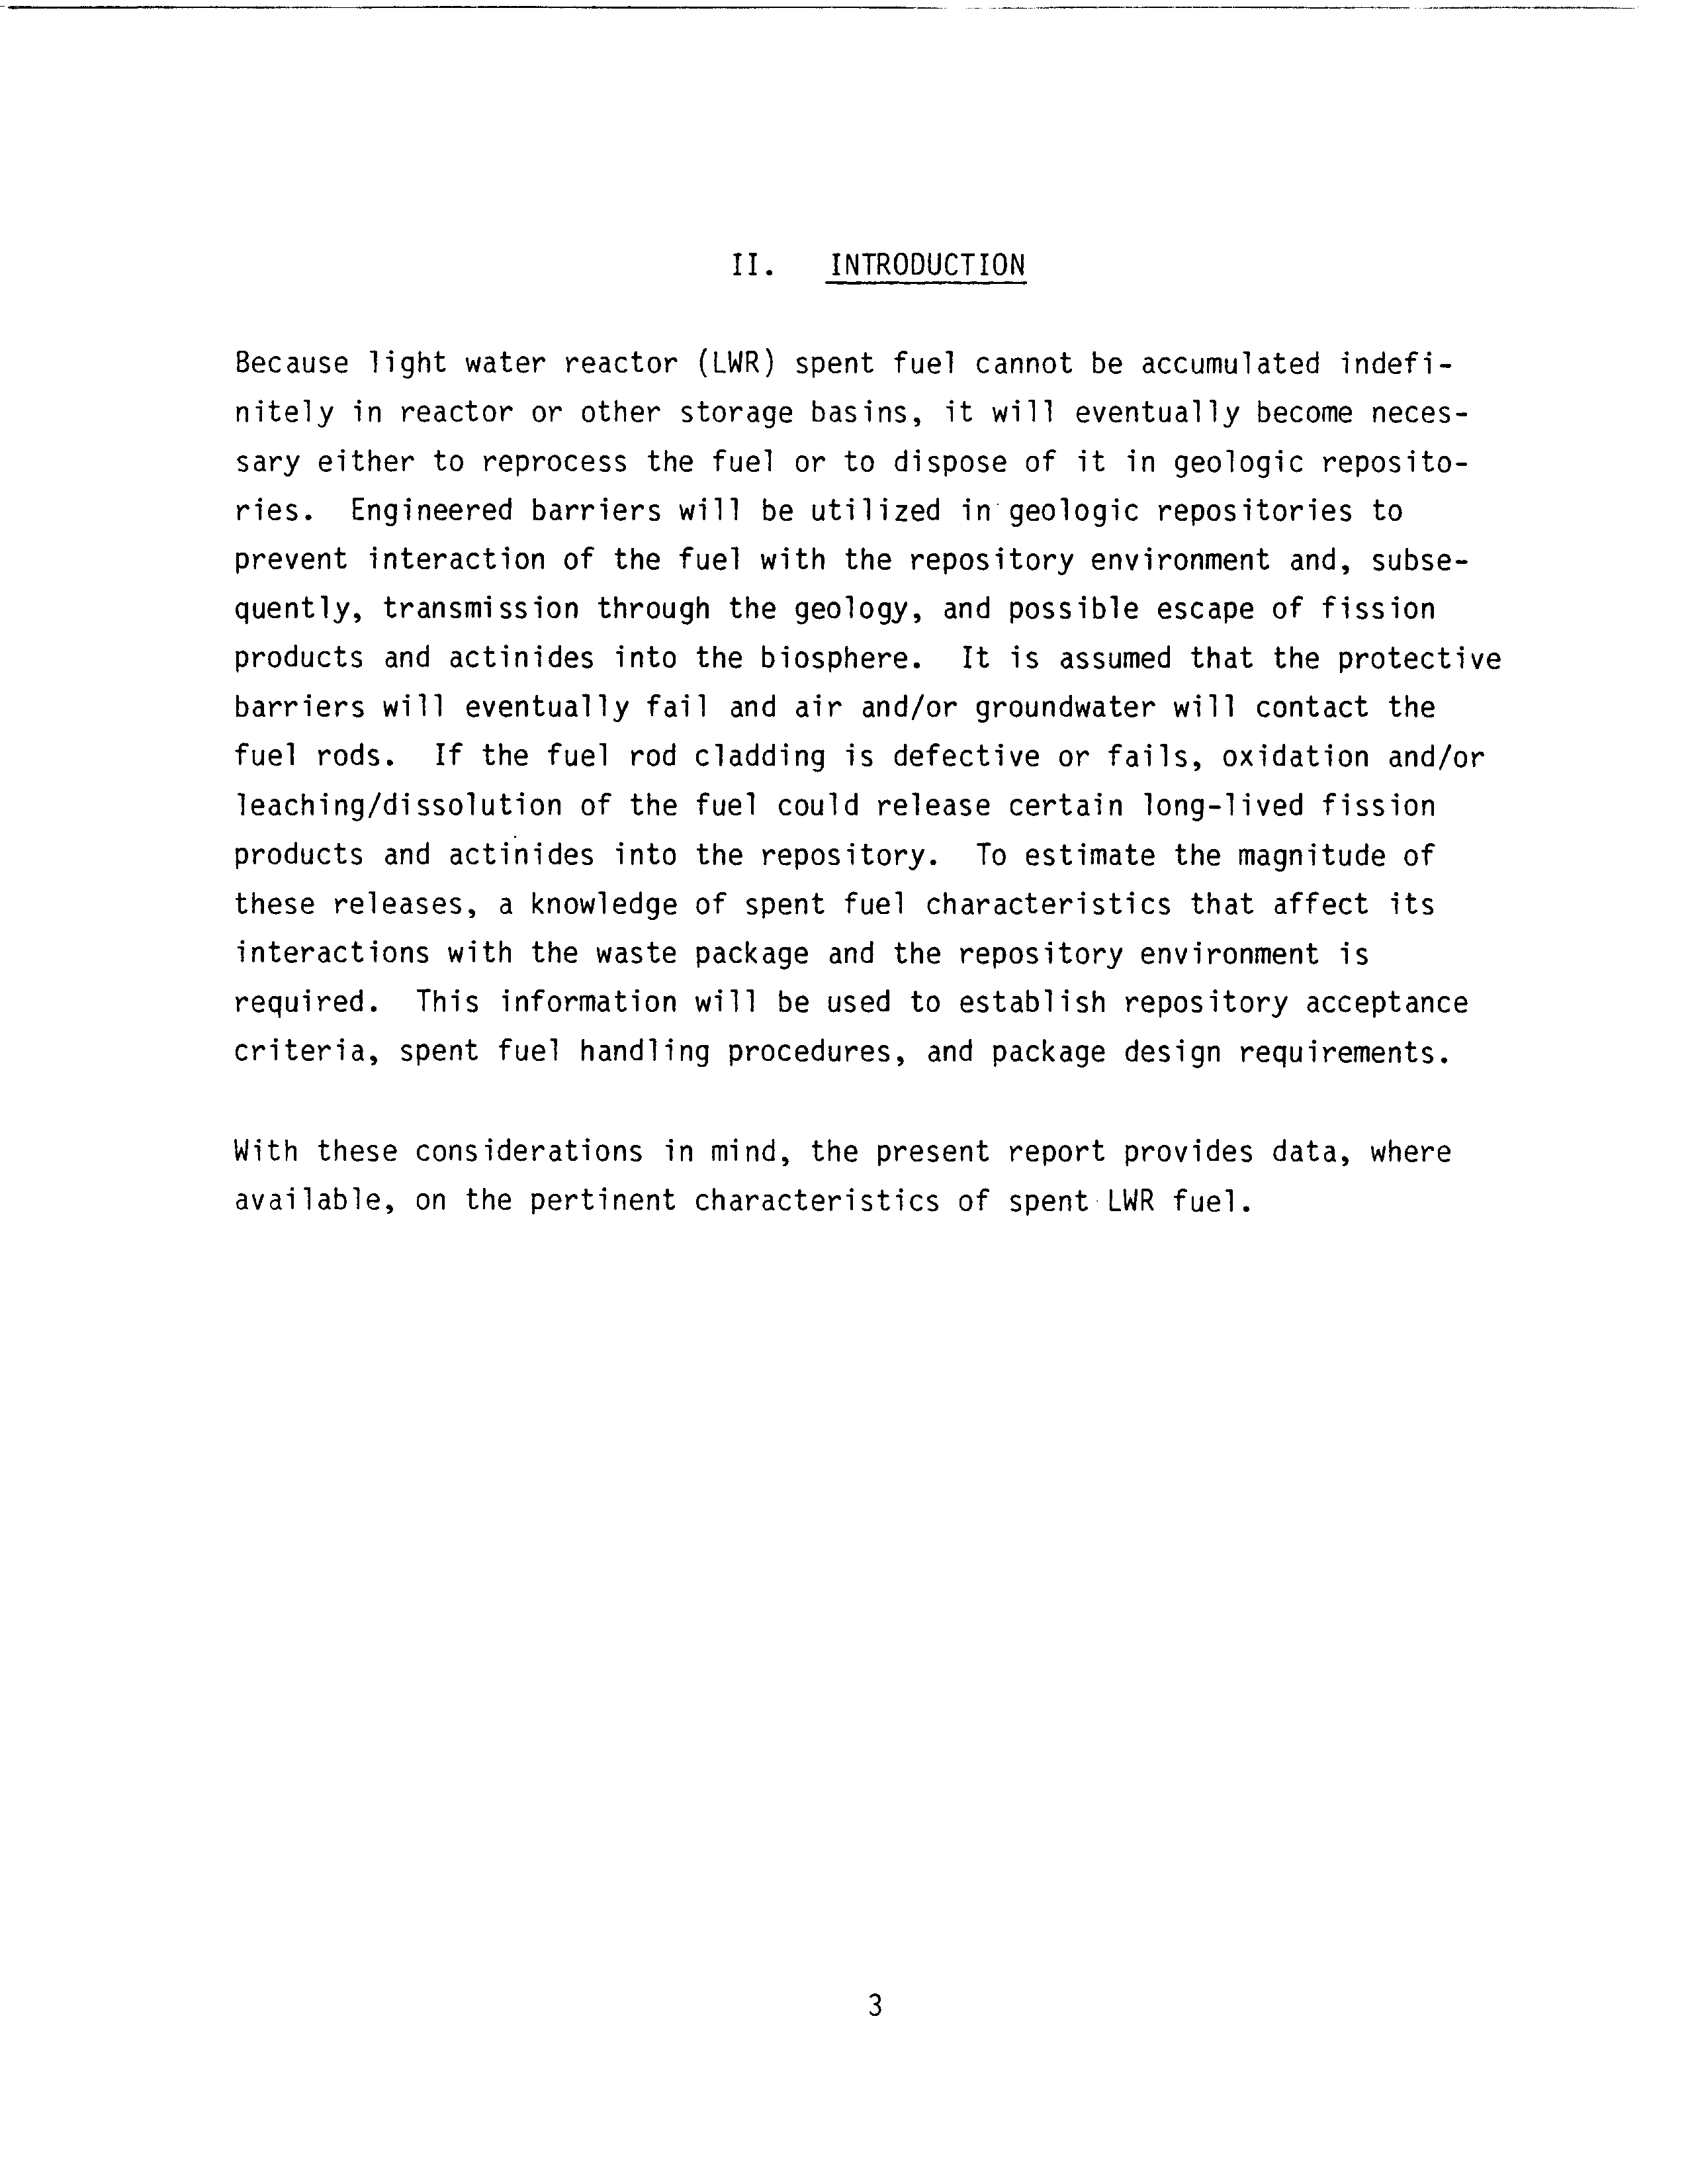 II. INTRODUCTION
Because light water reactor (LWR) spent fuel cannot be accumulated indefi-
nitely in reactor or other storage basins, it will eventually become neces-
sary either to reprocess the fuel or to dispose of it in geologic reposito-
ries. Engineered barriers will be utilized in geologic repositories to
prevent interaction of the fuel with the repository environment and, subse-
quently, transmission through the geology, and possible escape of fission
products and actinides into the biosphere. It is assumed that the protective
barriers will eventually fail and air and/or groundwater will contact the
fuel rods. If the fuel rod cladding is defective or fails, oxidation and/or
leaching/dissolution of the fuel could release certain long-lived fission
products and actinides into the repository. To estimate the magnitude of
these releases, a knowledge of spent fuel characteristics that affect its
interactions with the waste package and the repository environment is
required. This information will be used to establish repository acceptance
criteria, spent fuel handling procedures, and package design requirements.
With these considerations in mind, the present report provides data, where
available, on the pertinent characteristics of spent LWR fuel.
3